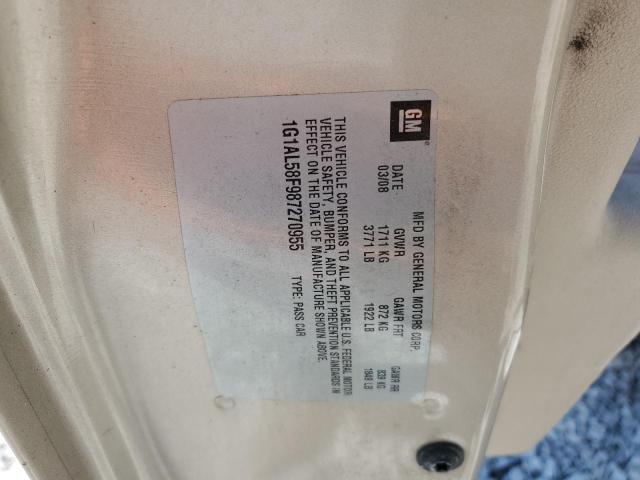 GM
MFD BY GENERAL MOTORS CORP.
DATE GVWR GAWR FRT GAWR RR
03/08 1711 KG 872 KG 839 KG
3771 LB 1922 LB 1849 LB
THIS VEHICLE CONFORMS TO ALL APPLICABLE U.S. FEDERAL MOTOR
VEHICLE SAFETY, BUMPER, AND THEFT PREVENTION STANDARDS IN
EFFECT ON THE DATE OF MANUFACTURE SHOWN ABOVE.
1G1AL58F987270955 TYPE: PASS CAR